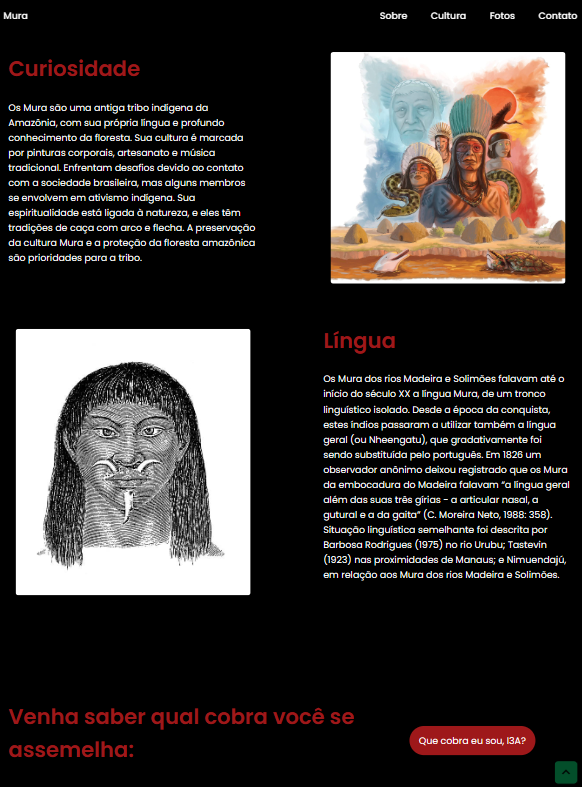 Mura
Sobre Cultura Fotos Contato
Curiosidade
Os Mura são uma antiga tribo indígena da
Amazônia, com sua própria língua e profundo
conhecimento da floresta. Sua cultura é marcada
por pinturas corporais, artesanato e música
tradicional. Enfrentam desafios devido ao contato
com a sociedade brasileira, mas alguns membros
se envolvem em ativismo indígena. Sua
espiritualidade está ligada à natureza, e eles têm
tradições de caça com arco e flecha. A preservação
da cultura Mura e a proteção da floresta amazônica
são prioridades para a tribo.
Língua
Os Mura dos rios Madeira e Solimões falavam até o
início do século XX a língua Mura, de um tronco
linguístico isolado. Desde a época da conquista,
estes índios passaram a utilizar também a língua
geral (ou Nheengatu), que gradativamente foi
sendo substituída pelo português. Em 1826 um
observador anônimo deixou registrado que os Mura
da embocadura do Madeira falavam “a língua geral
além das suas três gírias - a articular nasal, a
gutural e a da gaita” (C. Moreira Neto, 1988: 358).
Situação linguística semelhante foi descrita por
Barbosa Rodrigues (1975) no rio Urubu; Tastevin
(1923) nas proximidades de Manaus; e Nimuendajú,
em relação aos Mura dos rios Madeira e Solimões.
Venha saber qual cobra você se
assemelha:
Que cobra eu sou, I3A?